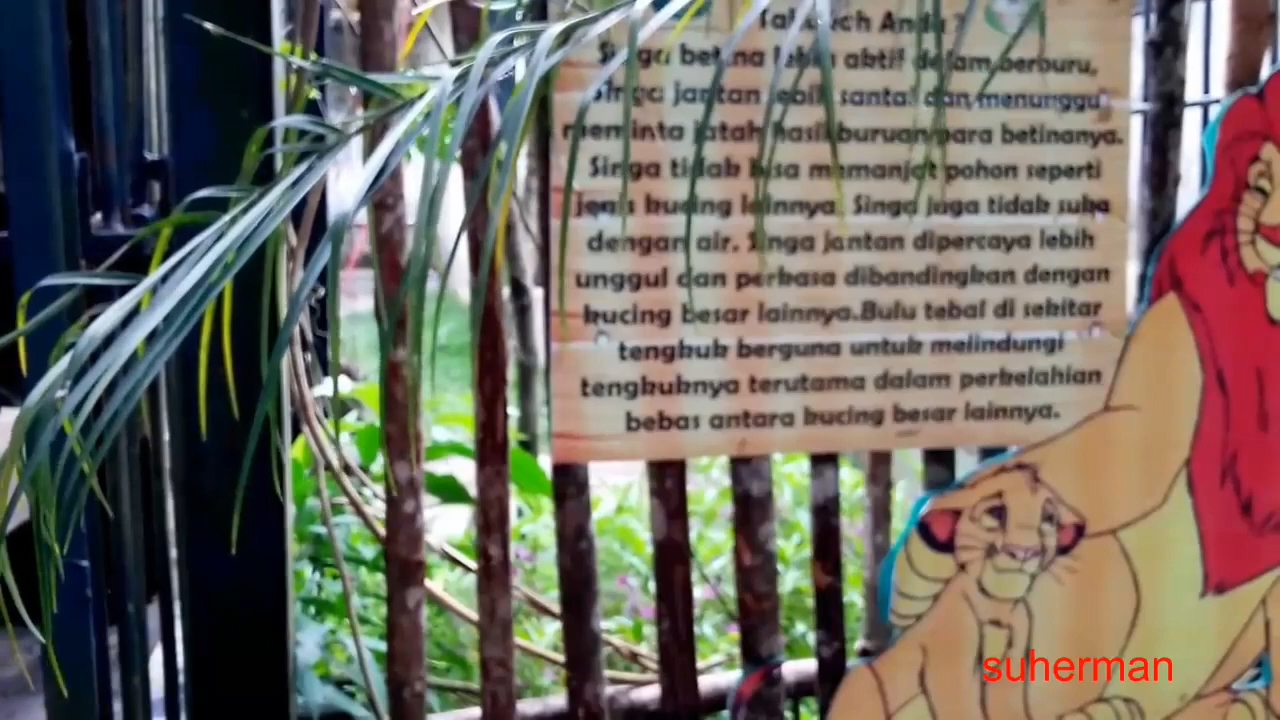 Tahukah Anda ?
Singa betina lebih aktif dalam berburu,
Singa jantan lebih santai dan menunggu
meminta jatah hasil buruan para betinanya.
Singa tidak bisa memanjat pohon seperti
jenis kucing lainnya. Singa juga tidak suka
dengan air. Singa jantan dipercaya lebih
unggul dan perkasa dibandingkan dengan
kucing besar lainnya.Bulu tebal di sekitar
tengkuk berguna untuk melindungi
tengkuknya terutama dalam perkelahian
bebas antara kucing besar lainnya.
suherman